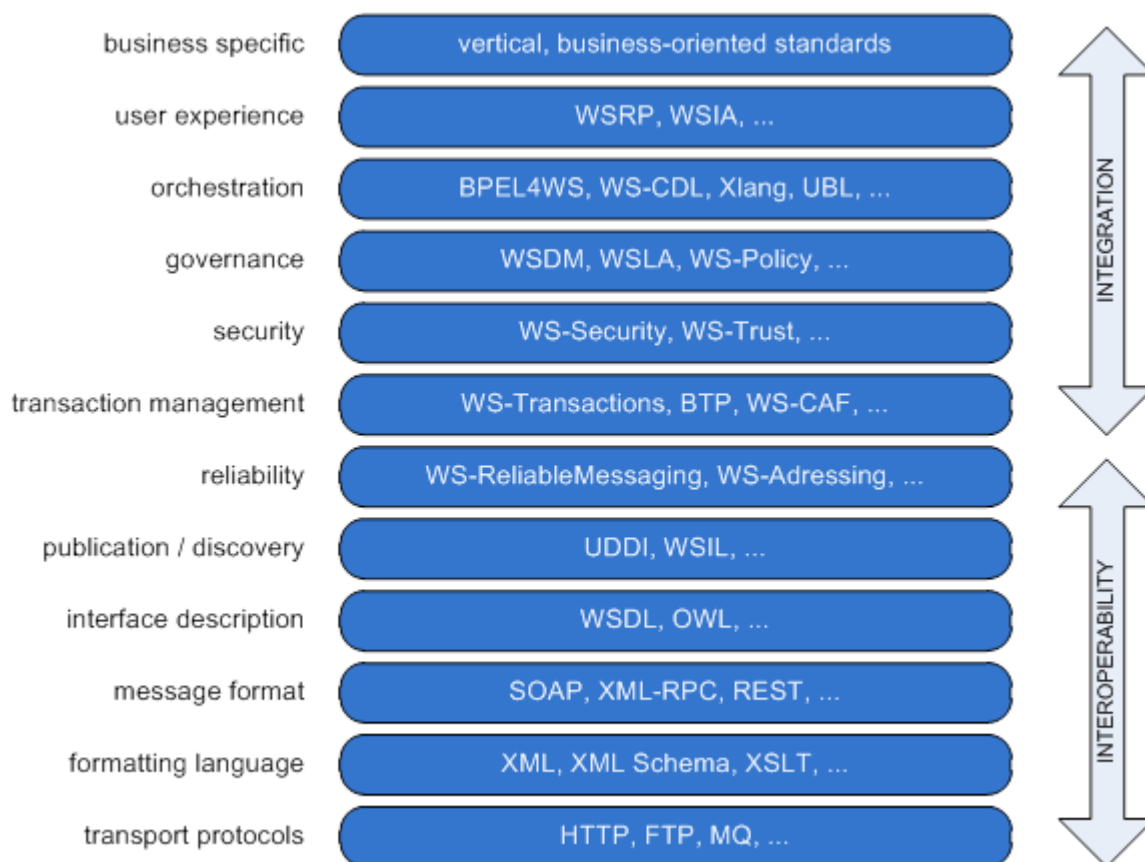 business specific vertical, business-oriented standards
user experience WSRP, WSIA, ...
orchestration BPEL4WS, WS-CDL, Xlang, UBL, ...
governance WSDM, WSLA, WS-Policy, ...
security WS-Security, WS-Trust, ...
transaction management WS-Transactions, BTP, WS-CAF, ...
reliability WS-ReliableMessaging, WS-Adressing, ...
publication / discovery UDDI, WSIL, ...
interface description WSDL, OWL, ...
message format SOAP, XML-RPC, REST, ...
formatting language XML, XML Schema, XSLT, ...
transport protocols HTTP, FTP, MQ, ...
INTEGRATION
INTEROPERABILITY